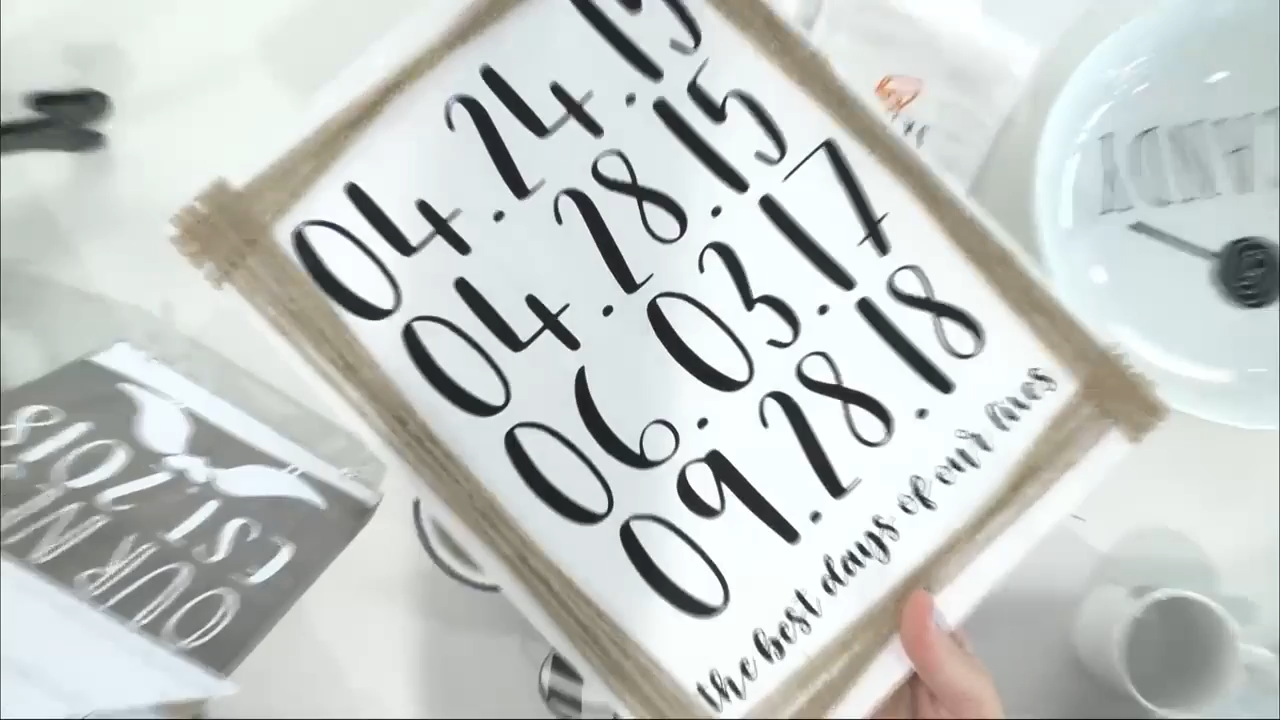 04.24.15
04.28.15
06.03.17
09.28.18
the best days of our lives
OUR
EST. 2018